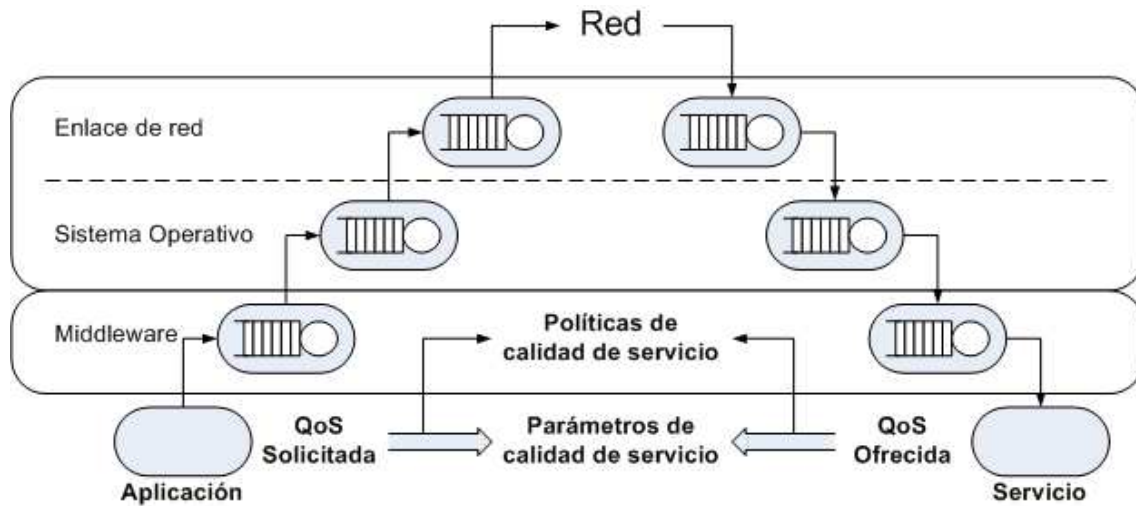 Red
Enlace de red
Sistema Operativo
Middleware
Políticas de
calidad de servicio
QoS
Solicitada
Parámetros de
calidad de servicio
QoS
Ofrecida
Aplicación
Servicio